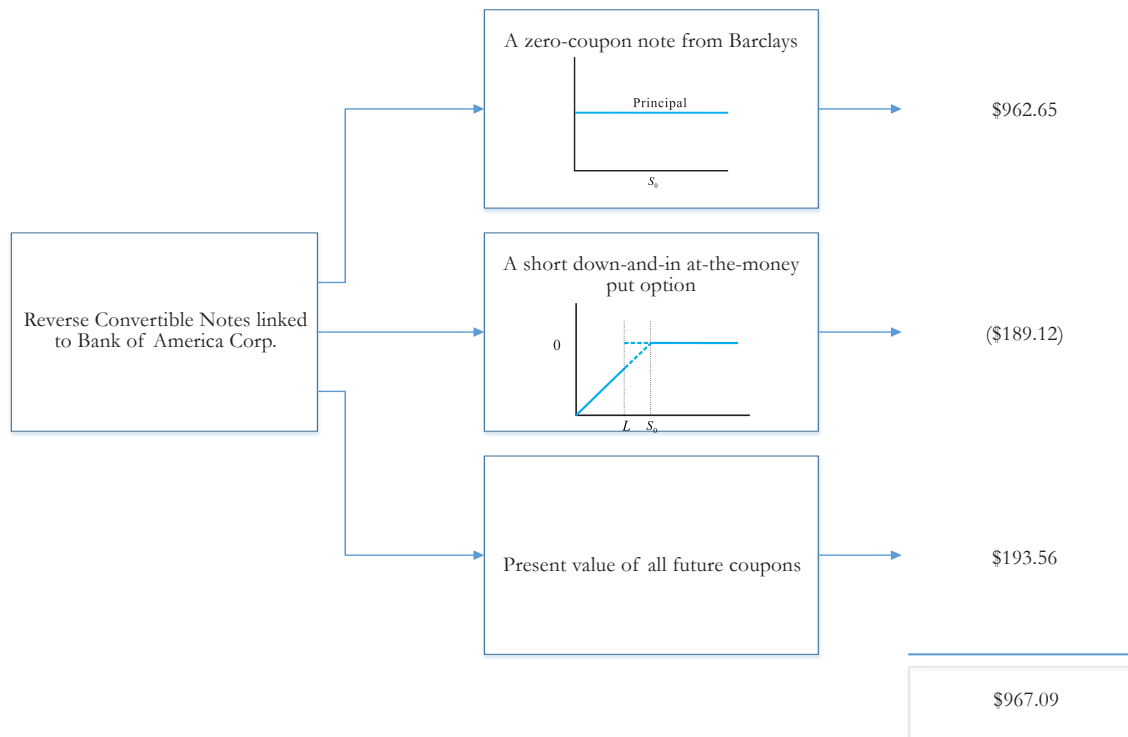 A zero-coupon note from Barclays
Principal
S₀
$962.65
Reverse Convertible Notes linked
to Bank of America Corp.
A short down-and-in at-the-money
put option
0
L S₀
($189.12)
Present value of all future coupons
$193.56
$967.09